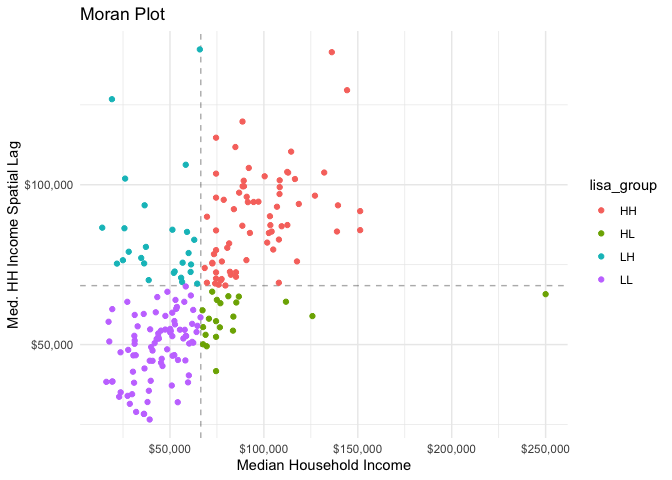 Moran Plot
Med. HH Income Spatial Lag
$100,000
$50,000
$50,000
$100,000
$150,000
$200,000
$250,000
Median Household Income
lisa_group
HH
HL
LH
LL